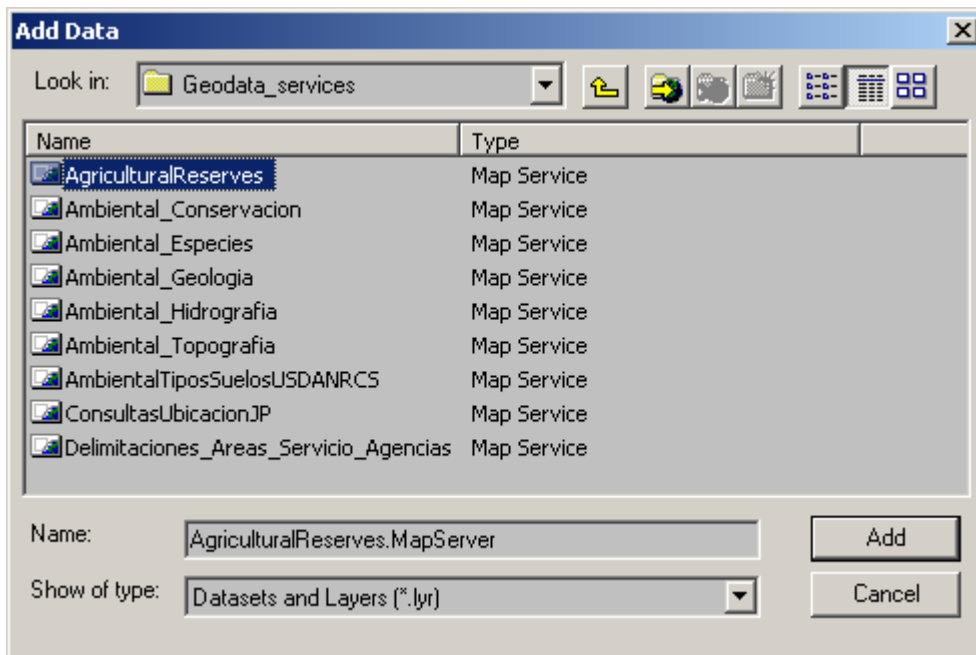 Add Data
Look in: Geodata_services
Name Type
AgriculturalReserves Map Service
Ambiental_Conservacion Map Service
Ambiental_Especies Map Service
Ambiental_Geologia Map Service
Ambiental_Hidrografia Map Service
Ambiental_Topografia Map Service
AmbientalTiposSuelosUSDANRCS Map Service
ConsultasUbicacionJP Map Service
Delimitaciones_Areas_Servicio_Agencias Map Service
Name: AgriculturalReserves.MapServer Add
Show of type: Datasets and Layers (*.lyr) Cancel